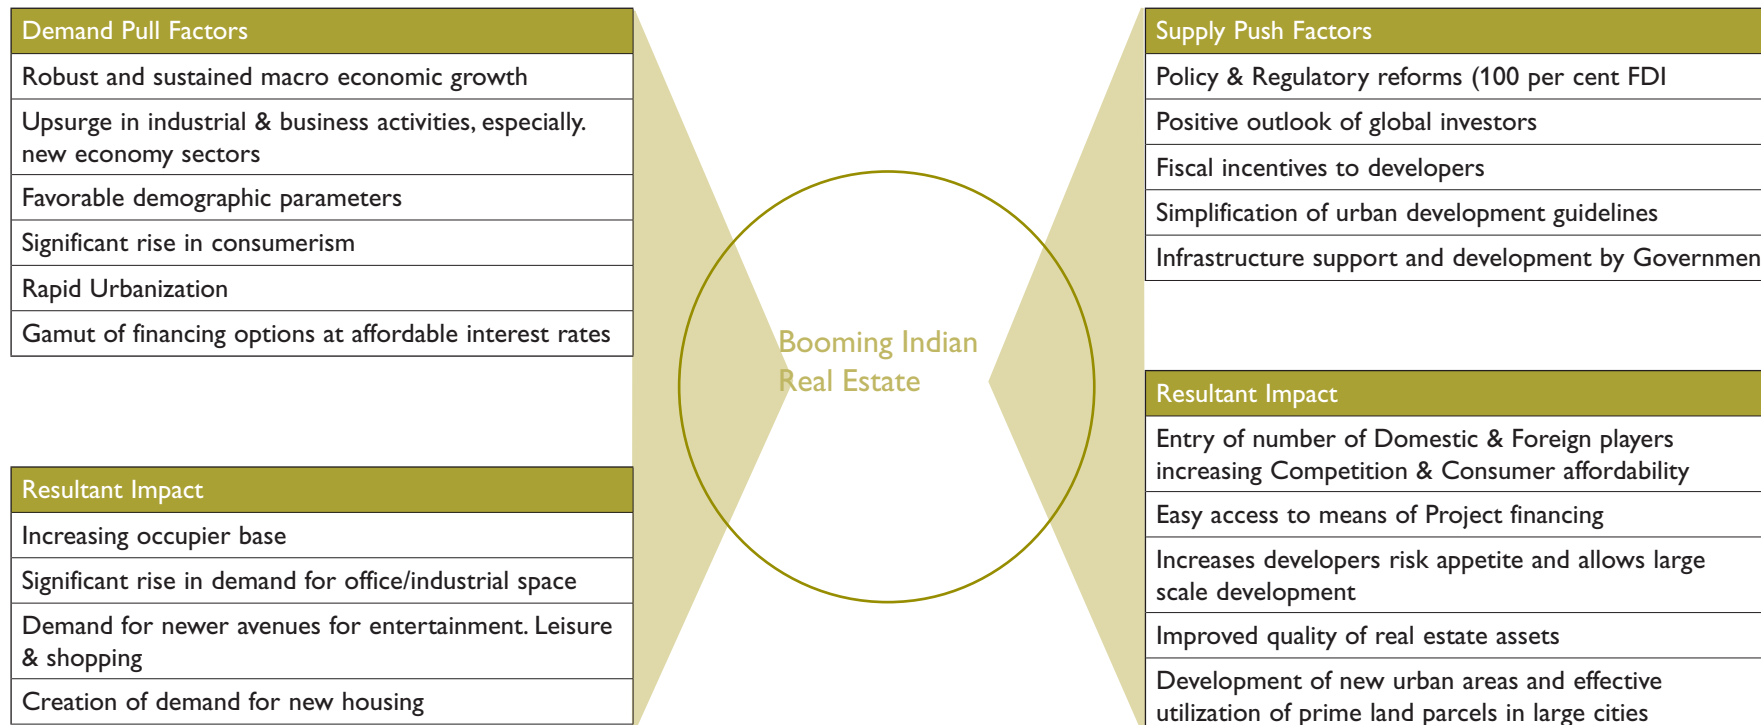 Demand Pull Factors
Robust and sustained macro economic growth
Upsurge in industrial & business activities, especially.
new economy sectors
Favorable demographic parameters
Significant rise in consumerism
Rapid Urbanization
Gamut of financing options at affordable interest rates
Resultant Impact
Increasing occupier base
Significant rise in demand for office/industrial space
Demand for newer avenues for entertainment. Leisure
& shopping
Creation of demand for new housing
Booming Indian
Real Estate
Supply Push Factors
Policy & Regulatory reforms (100 per cent FDI
Positive outlook of global investors
Fiscal incentives to developers
Simplification of urban development guidelines
Infrastructure support and development by Governmen
Resultant Impact
Entry of number of Domestic & Foreign players
increasing Competition & Consumer affordability
Easy access to means of Project financing
Increases developers risk appetite and allows large
scale development
Improved quality of real estate assets
Development of new urban areas and effective
utilization of prime land parcels in large cities